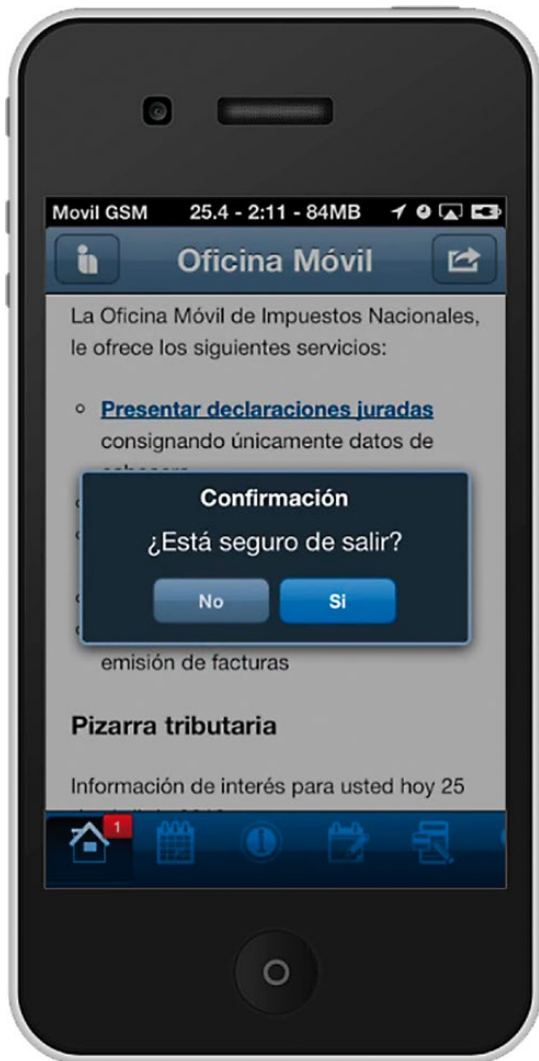 Movil GSM 25.4 - 2:11 - 84MB
Oficina Móvil
La Oficina Móvil de Impuestos Nacionales,
le ofrece los siguientes servicios:
Presentar declaraciones juradas
consignando únicamente datos de
Confirmación
¿Está seguro de salir?
No Si
emisión de facturas
Pizarra tributaria
Información de interés para usted hoy 25
1